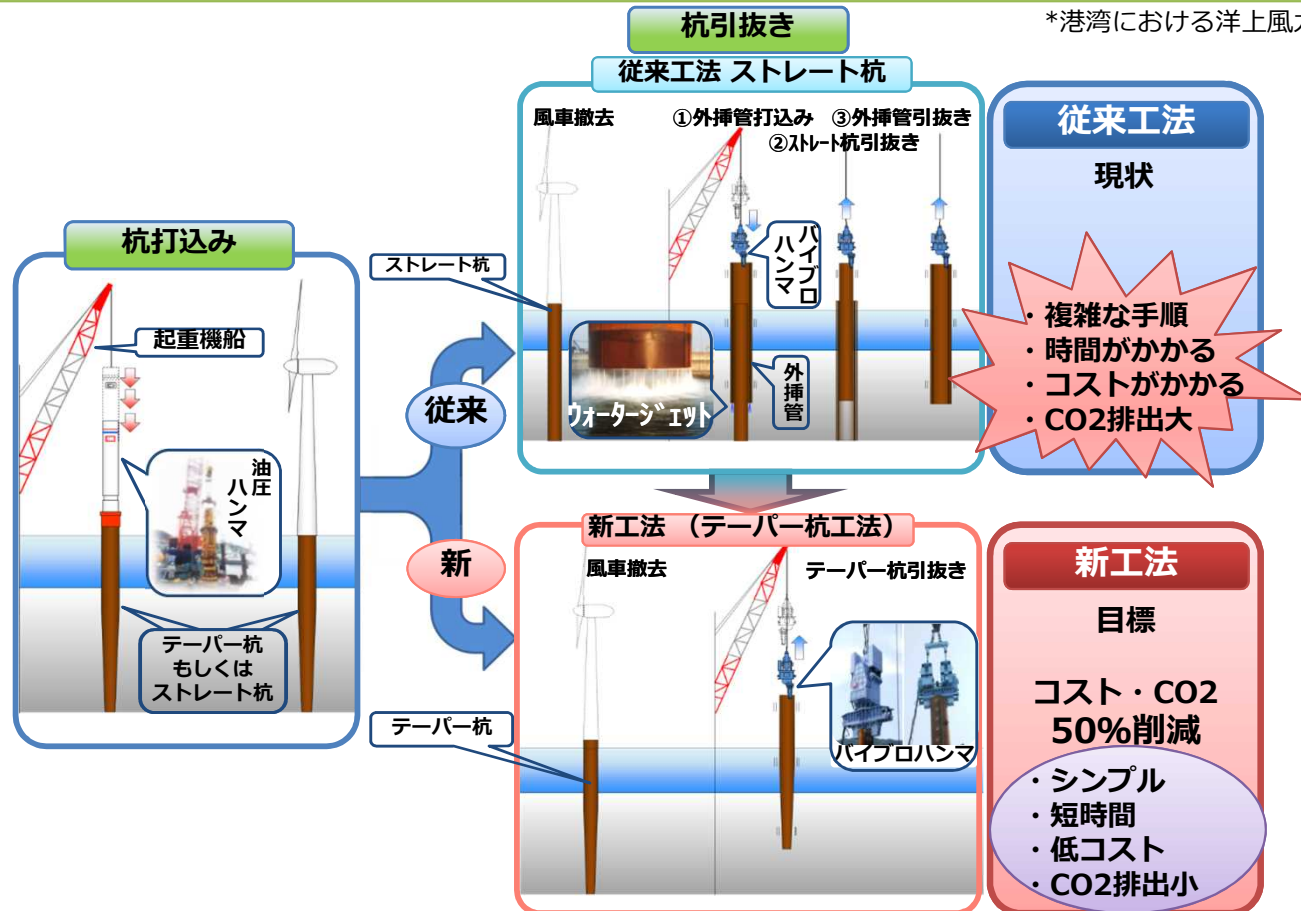 *港湾における洋上風
杭引抜き
従来工法 ストレート杭
風車撤去
①外挿管打込み
③外挿管引抜き
②ｽﾄﾚｰﾄ杭引抜き
バイブロ
ハンマ
ストレート杭
ウォータージェット
外挿管
従来工法
現状
・複雑な手順
・時間がかかる
・コストがかかる
・CO2排出大
杭打込み
起重機船
油圧
ハンマ
テーパー杭
もしくは
ストレート杭
従来
新
新工法 （テーパー杭工法）
風車撤去
テーパー杭引抜き
テーパー杭
バイブロハンマ
新工法
目標
コスト・CO2
50%削減
・シンプル
・短時間
・低コスト
・CO2排出小